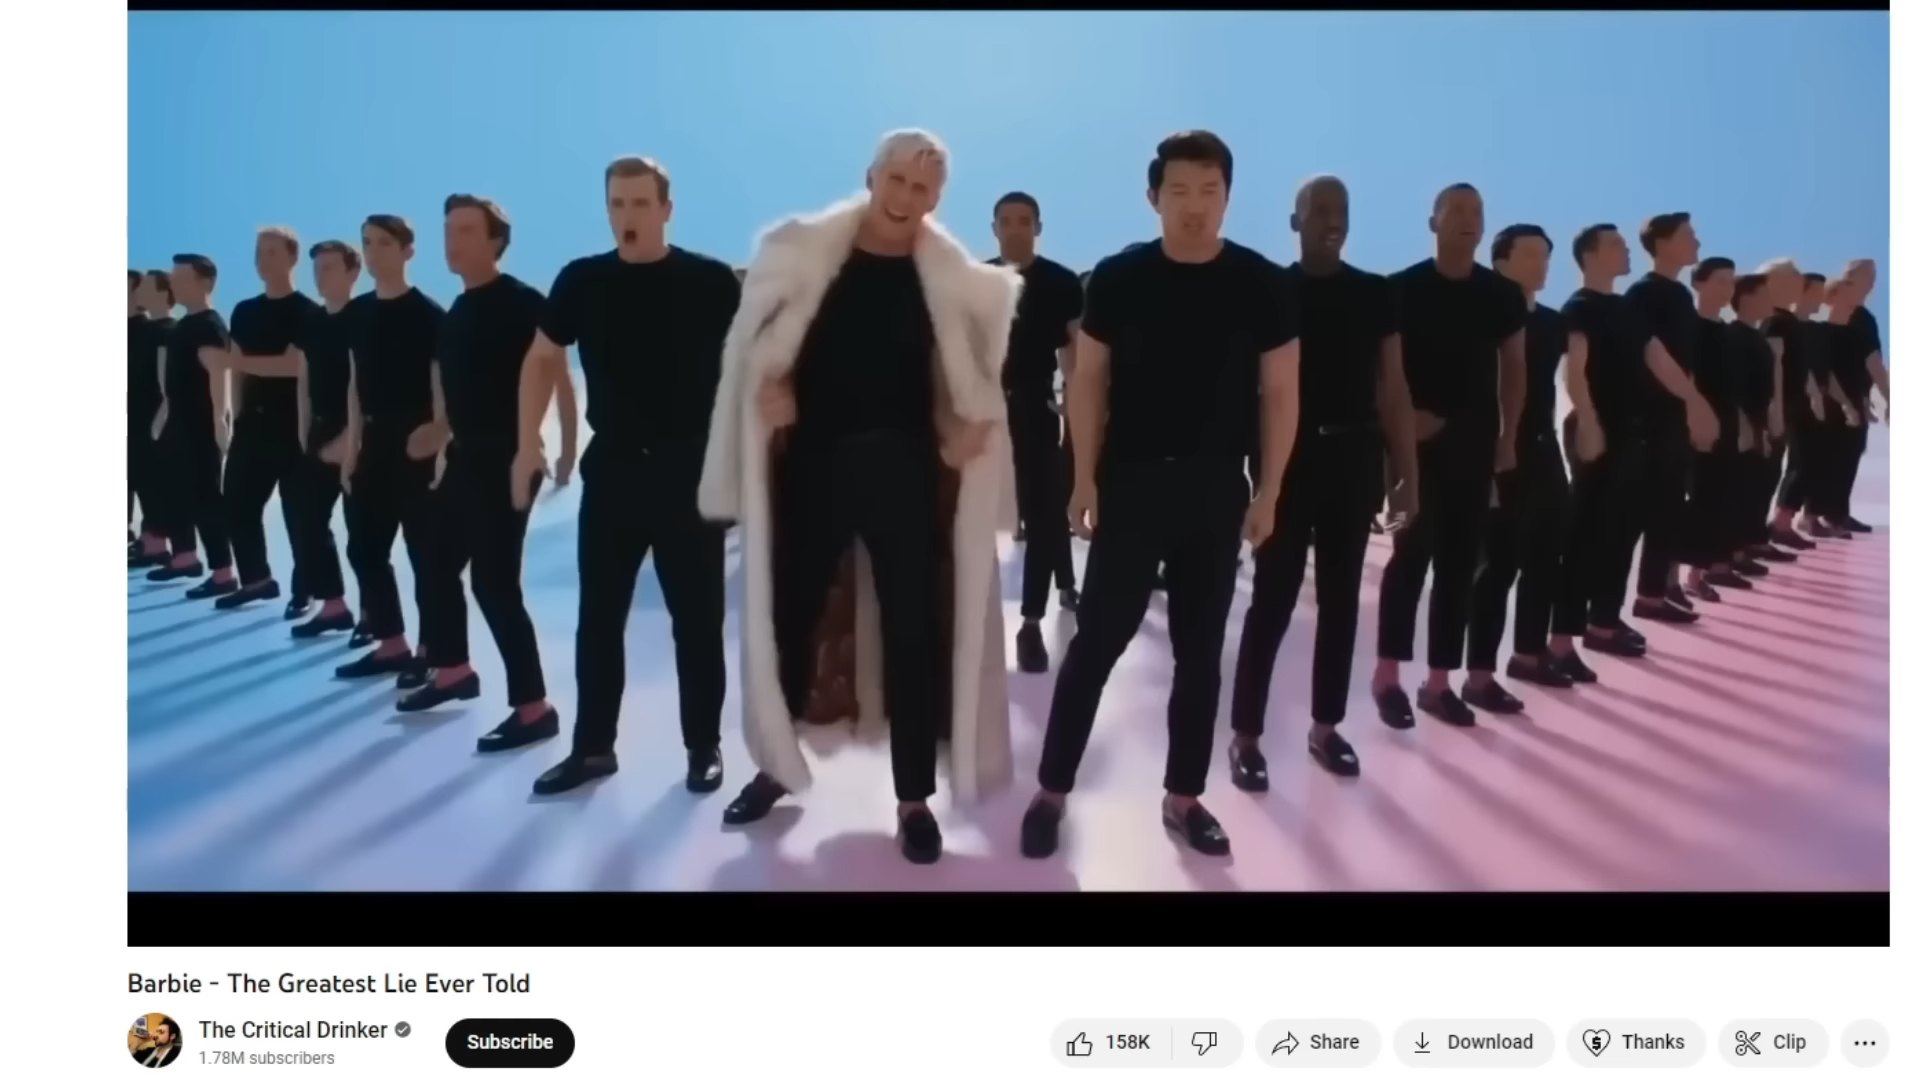 Barbie - The Greatest Lie Ever Told
The Critical Drinker
1.78M subscribers
Subscribe
158K
Share
Download
Thanks
Clip